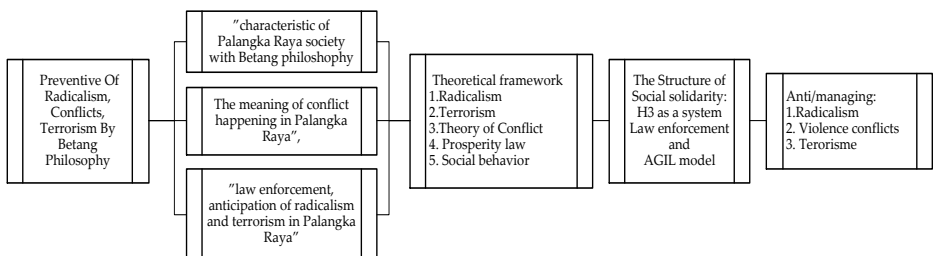 Preventive Of
Radicalism,
Conflicts,
Terrorism By
Betang
Philosophy
"characteristic of
Palangka Raya society
with Betang philoshophy
The meaning of conflict
happening in Palangka
Raya",
"law enforcement,
anticipation of radicalism
and terrorism in Palangka
Raya"
Theoretical framework
1.Radicalism
2.Terrorism
3.Theory of Conflict
4. Prosperity law
5. Social behavior
The Structure of
Social solidarity:
H3 as a system
Law enforcement
and
AGIL model
Anti/managing:
1.Radicalism
2. Violence conflicts
3. Terorisme